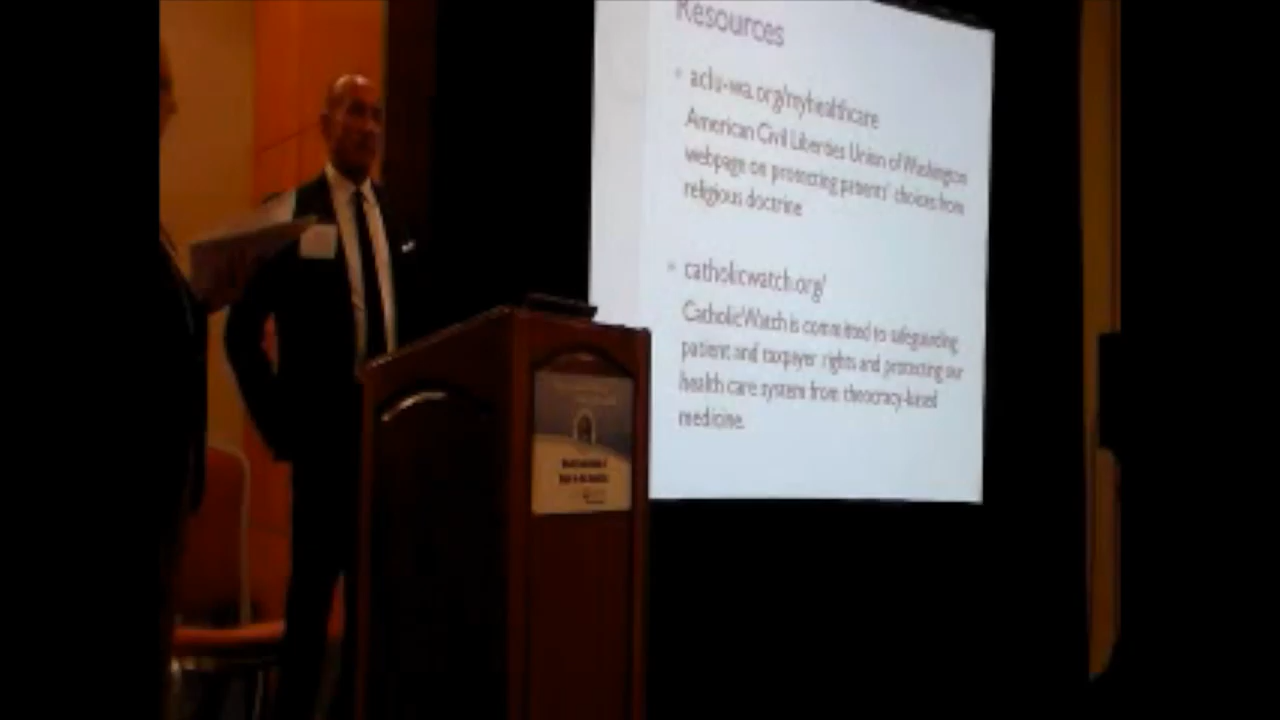 Resources
aclu-wa.org/myhealthcare
American Civil Liberties Union of Washington
webpage on protecting patients' choices from
religious doctrine
catholicwatch.org/
CatholicWatch is committed to safeguarding
patient and taxpayer rights and protecting our
health care system from theocracy-based
medicine.